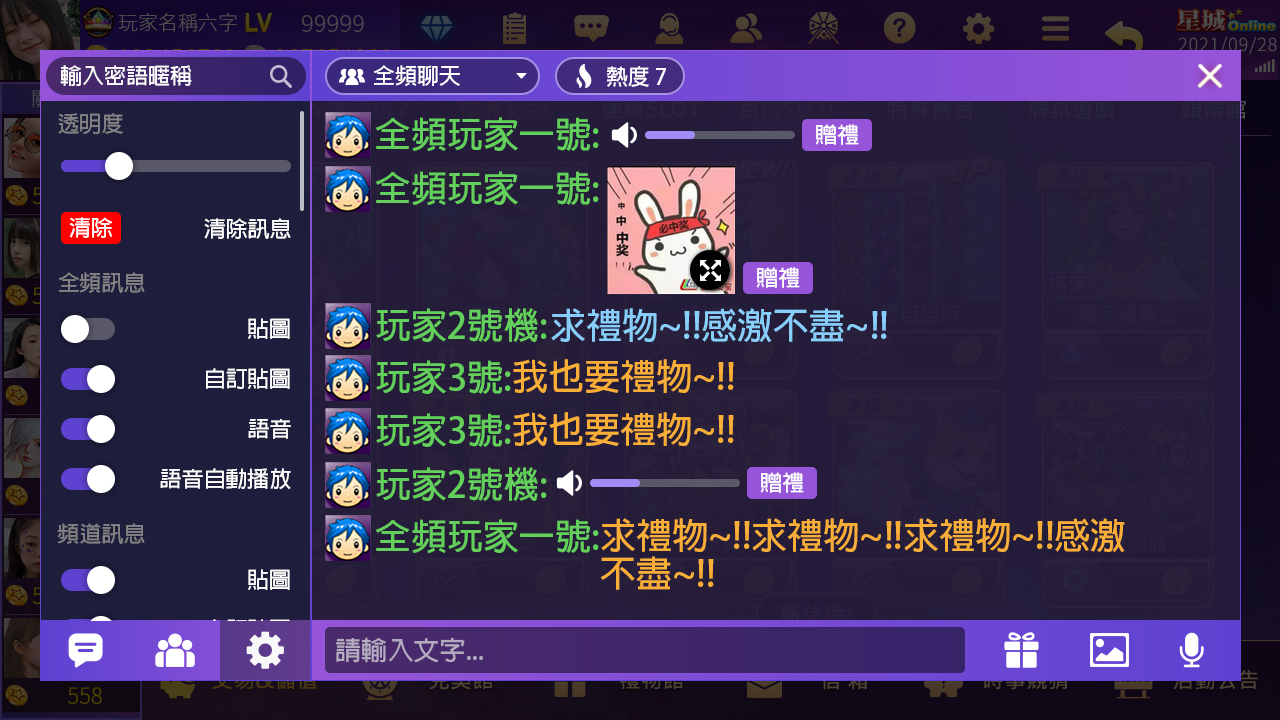 玩家名稱六字 LV 99999
星城Online
2021/09/28
輸入密語暱稱
全頻聊天
熱度 7
透明度
清除
清除訊息
全頻訊息
貼圖
自訂貼圖
語音
語音自動播放
頻道訊息
貼圖
全頻玩家一號:
贈禮
全頻玩家一號:
中
中
中奖
必中奖
贈禮
玩家2號機:求禮物~!!感激不盡~!!
玩家3號:我也要禮物~!!
玩家3號:我也要禮物~!!
玩家2號機:
贈禮
全頻玩家一號:求禮物~!!求禮物~!!求禮物~!!感激
不盡~!!
請輸入文字...
558